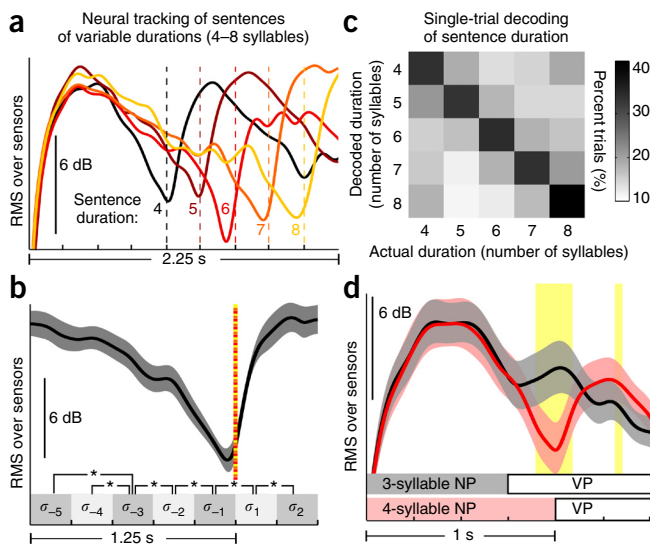 a
Neural tracking of sentences
of variable durations (4–8 syllables)
RMS over sensors
6 dB
Sentence
duration:
4
5
6
7
8
2.25 s
c
Single-trial decoding
of sentence duration
Decoded duration
(number of syllables)
4
5
6
7
8
4 5 6 7 8
Actual duration (number of syllables)
Percent trials (%)
40
30
20
10
b
RMS over sensors
6 dB
* * * * * *
σ₋₅ σ₋₄ σ₋₃ σ₋₂ σ₋₁ σ₁ σ₂
1.25 s
d
RMS over sensors
6 dB
3-syllable NP VP
4-syllable NP VP
1 s